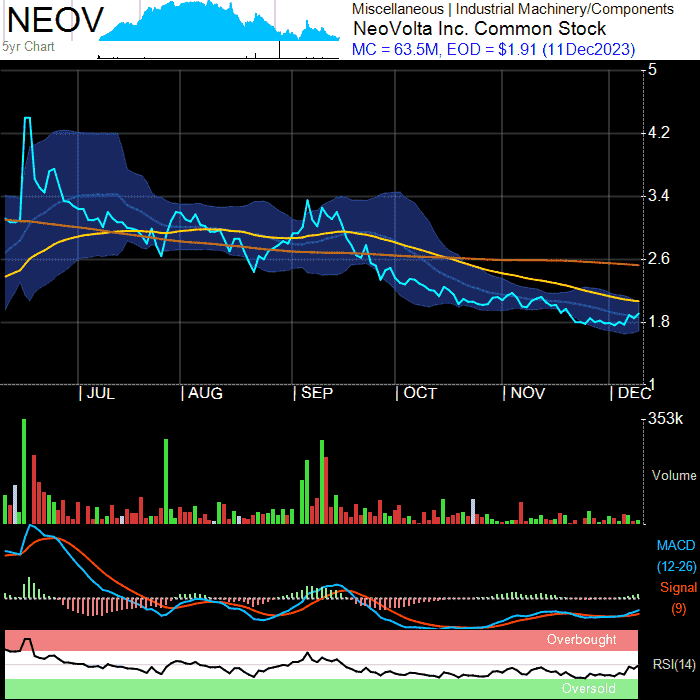 NEOV
5yr Chart
Miscellaneous | Industrial Machinery/Components
NeoVolta Inc. Common Stock
MC = 63.5M, EOD = $1.91 (11Dec2023)
5
4.2
3.4
2.6
1.8
1
| JUL | AUG | SEP | OCT | NOV | DEC
353k
Volume
MACD
(12-26)
Signal
(9)
Overbought
RSI(14)
Oversold